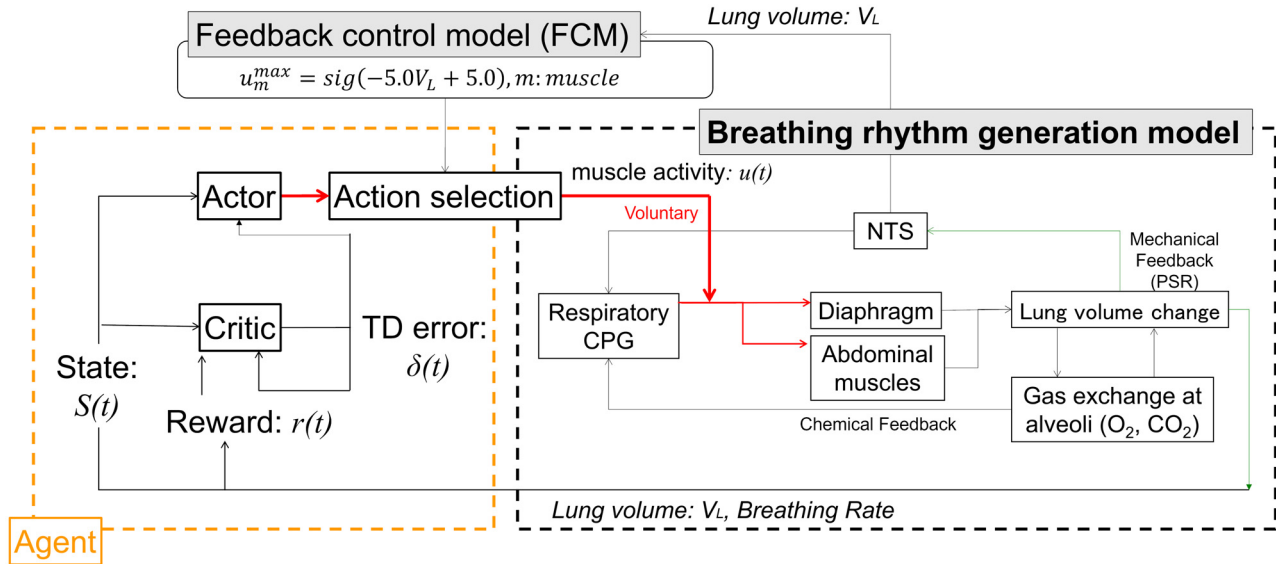 Lung volume: VL
Feedback control model (FCM)
u_m^max = sig(−5.0V_L + 5.0), m: muscle
Breathing rhythm generation model
muscle activity: u(t)
Actor
Action selection
Voluntary
NTS
Mechanical
Feedback
(PSR)
Respiratory
CPG
Diaphragm
Lung volume change
Critic
TD error:
δ(t)
Abdominal
muscles
State:
S(t)
Gas exchange at
alveoli (O₂, CO₂)
Reward: r(t)
Chemical Feedback
Lung volume: VL, Breathing Rate
Agent